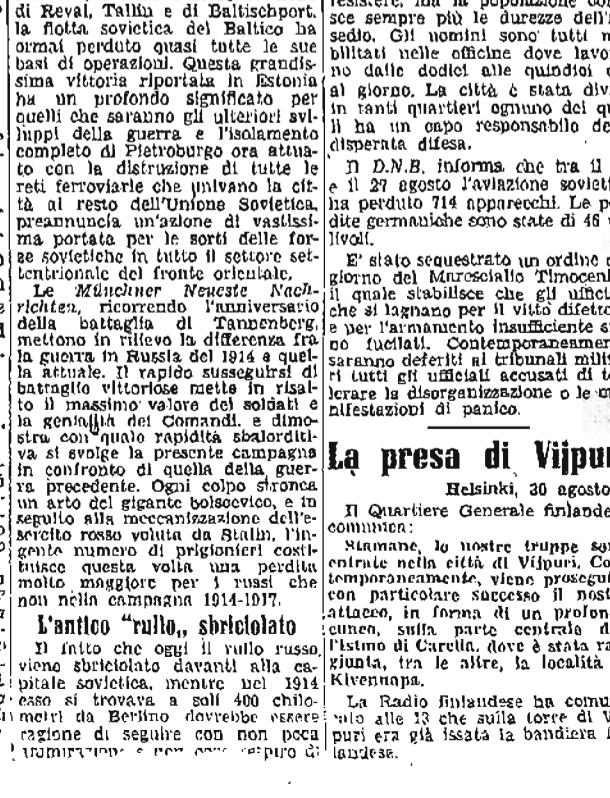 di Reval, Tallin e di Baltischport,
la flotta sovietica del Baltico ha
ormai perduto quasi tutte le sue
basi di operazioni. Questa grandis-
sima vittoria riportata in Estonia
ha un profondo significato per
quelli che saranno gli ulteriori svi-
luppi della guerra e l'isolamento
completo di Pietroburgo ora attua-
to con la distruzione di tutte le
reti ferroviarie che univano la cit-
tà al resto dell'Unione Sovietica,
preannuncia un'azione di vastissi-
ma portata per le sorti delle for-
ze sovietiche in tutto il settore set-
tentrionale del fronte orientale.
Le Münchner Neueste Nach-
richten, ricorrendo l'anniversario
della battaglia di Tannenberg,
mettono in rilievo la differenza fra
la guerra in Russia del 1914 e quel-
la attuale. Il rapido susseguirsi di
battaglie vittoriose mette in risal-
to il massimo valore dei soldati e
la genialità dei Comandi, e dimo-
stra con quale rapidità sbalorditi-
va si svolge la presente campagna
in confronto di quella della guer-
ra precedente. Ogni colpo stronca
un arto del gigante bolscevico, e in
seguito alla meccanizzazione dell'e-
sercito rosso voluta da Stalin, l'in-
gente numero di prigionieri costi-
tuisce questa volta una perdita
molto maggiore per i russi che
non nella campagna 1914-1917.
L'antico "rullo,, sbriciolato
Il fatto che oggi il rullo russo
viene sbriciolato davanti alla ca-
pitale sovietica, mentre nel 1914
esso si trovava a soli 400 chilo-
metri da Berlino dovrebbe essere
ragione di seguire con non poca
ammirazione e non
sce sempre più le durezze dell'
sedio. Gli uomini sono tutti m
bilitati nelle officine dove lavor
no dalle dodici alle quindici
al giorno. La città è stata div
in tanti quartieri ognuno dei qu
li ha un capo responsabile de
disperata difesa.
Il D.N.B. informa che tra il
e il 27 agosto l'aviazione soviet
ha perduto 714 apparecchi. Le pe
dite germaniche sono state di 46 v
livoli.
E' stato sequestrato un ordine d
giorno del Maresciallo Timocen
il quale stabilisce che gli uffici
che si lagnano per il vitto difetto
e per l'armamento insufficiente si
no fucilati. Contemporaneamen
saranno deferiti ai tribunali milit
ri tutti gli ufficiali accusati di to
lerare la disorganizzazione o le m
nifestazioni di panico.
La presa di Vijpur
Helsinki, 30 agosto
Il Quartiere Generale finlande
comunica:
Stamane, le nostre truppe son
entrate nella città di Vijpuri. Co
temporaneamente, viene prosegui
con particolare successo il nost
attacco, in forma di un profon
cuneo, sulla parte centrale d
l'Istmo di Carelia, dove è stata ra
giunta, tra le altre, la località
Kivennapa.
La Radio finlandese ha comu
alle 13 che sulla torre di V
puri era già issata la bandiera f
landese.